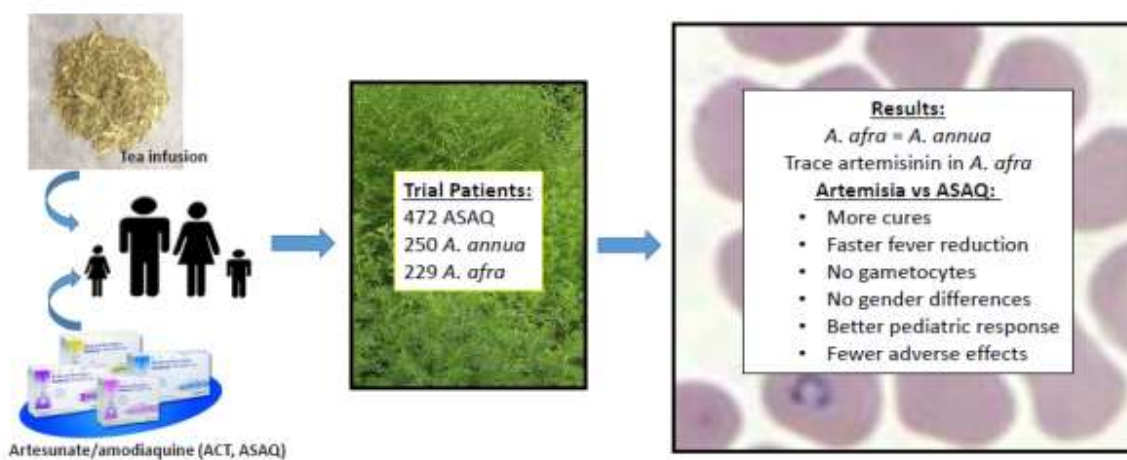 Tea infusion
Artesunate/amodiaquine (ACT, ASAQ)
Trial Patients:
472 ASAQ
250 A. annua
229 A. afra
Results:
A. afra = A. annua
Trace artemisinin in A. afra
Artemisia vs ASAQ:
• More cures
• Faster fever reduction
• No gametocytes
• No gender differences
• Better pediatric response
• Fewer adverse effects